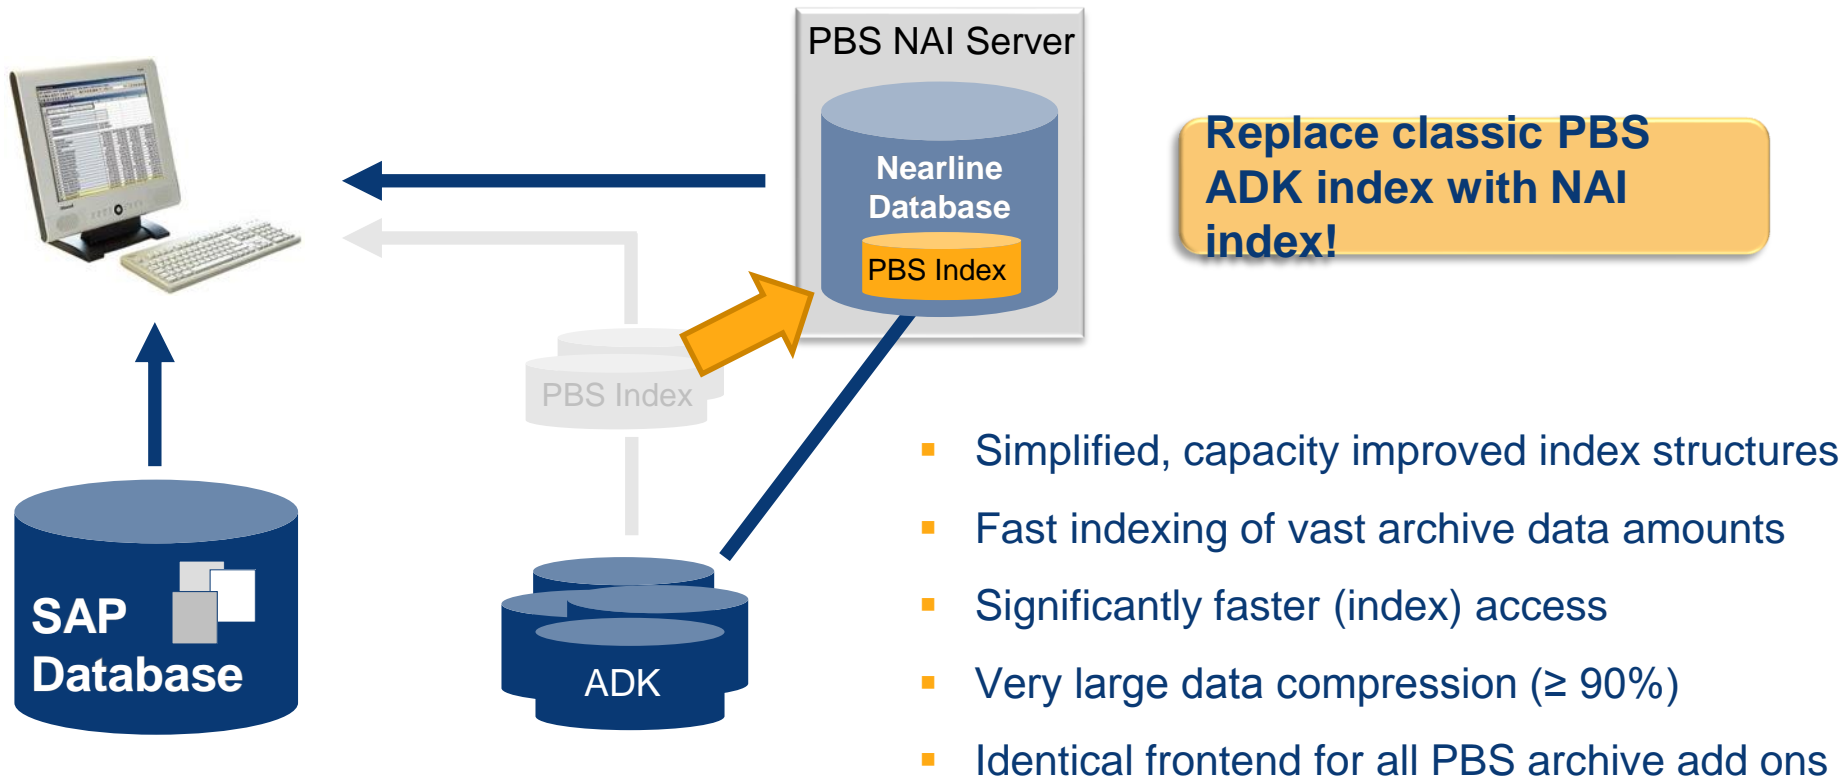 PBS NAI Server
Nearline
Database
PBS Index
Replace classic PBS
ADK index with NAI
index!
PBS Index
SAP
Database
ADK
▪ Simplified, capacity improved index structures
▪ Fast indexing of vast archive data amounts
▪ Significantly faster (index) access
▪ Very large data compression (≥ 90%)
▪ Identical frontend for all PBS archive add ons